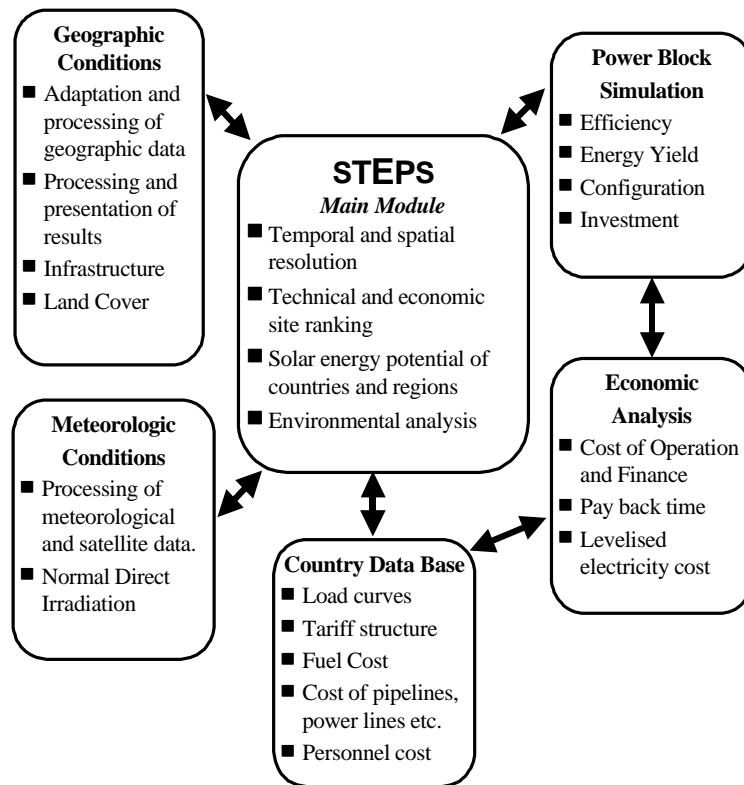 Geographic
Conditions
■ Adaptation and
processing of
geographic data
■ Processing and
presentation of
results
■ Infrastructure
■ Land Cover
Power Block
Simulation
■ Efficiency
■ Energy Yield
■ Configuration
■ Investment
STEPS
Main Module
■ Temporal and spatial
resolution
■ Technical and economic
site ranking
■ Solar energy potential of
countries and regions
■ Environmental analysis
Meteorologic
Conditions
■ Processing of
meteorological
and satellite data.
■ Normal Direct
Irradiation
Economic
Analysis
■ Cost of Operation
and Finance
■ Pay back time
■ Levelised
electricity cost
Country Data Base
■ Load curves
■ Tariff structure
■ Fuel Cost
■ Cost of pipelines,
power lines etc.
■ Personnel cost